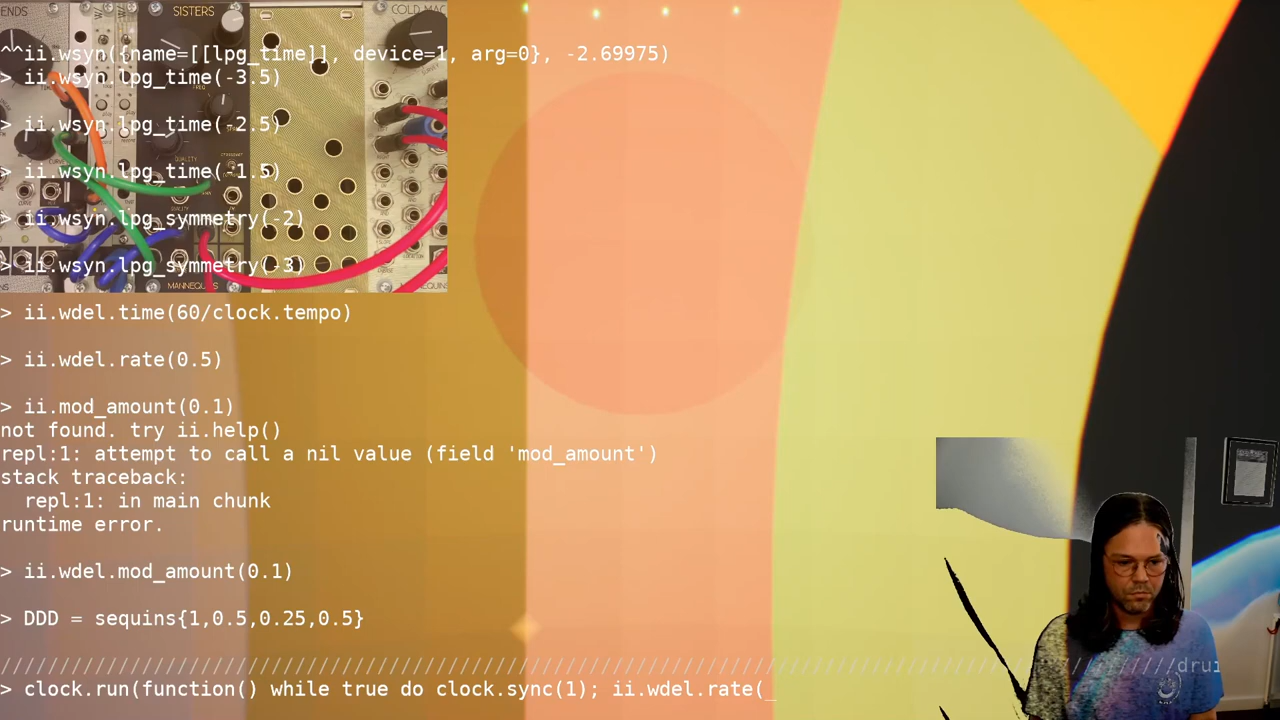 ENDS
SISTERS
COLD MAC
^^ii.wsyn({name=[[lpg_time]], device=1, arg=0}, -2.69975)
> ii.wsyn.lpg_time(-3.5)
> ii.wsyn.lpg_time(-2.5)
> ii.wsyn.lpg_time(-1.5)
QUALITY
> ii.wsyn.lpg_symmetry(-2)
> ii.wsyn.lpg_symmetry(-3)
> ii.wdel.time(60/clock.tempo)
> ii.wdel.rate(0.5)
> ii.mod_amount(0.1)
not found. try ii.help()
repl:1: attempt to call a nil value (field 'mod_amount')
stack traceback:
  repl:1: in main chunk
runtime error.
> ii.wdel.mod_amount(0.1)
> DDD = sequins{1,0.5,0.25,0.5}
////////////////////////////////////////////////////////////////////////////////////////////////////drui
> clock.run(function() while true do clock.sync(1); ii.wdel.rate(_